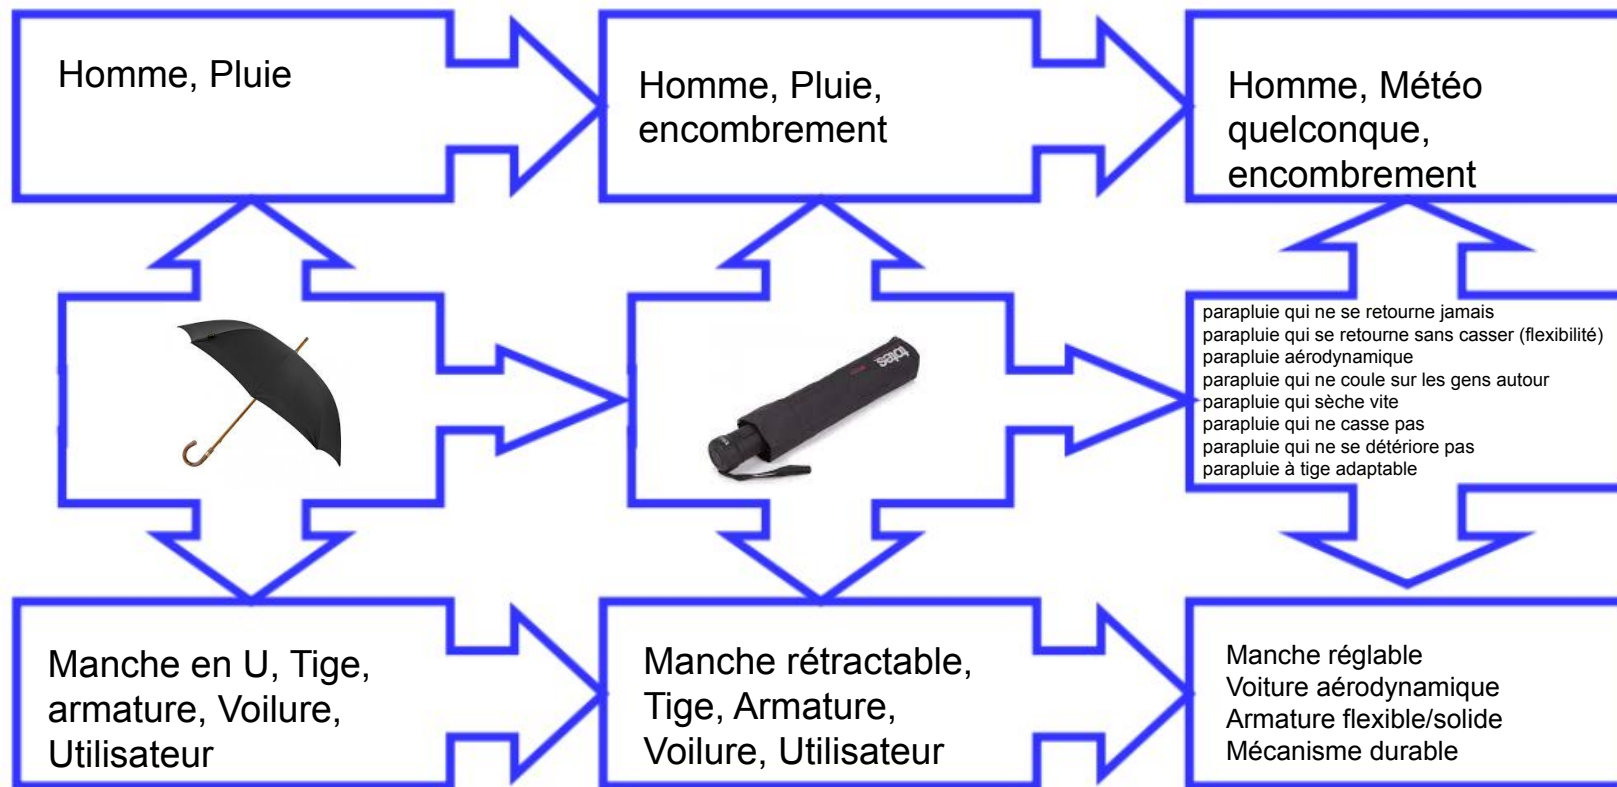 Homme, Pluie
Homme, Pluie,
encombrement
Homme, Météo
quelconque,
encombrement
totes
parapluie qui ne se retourne jamais
parapluie qui se retourne sans casser (flexibilité)
parapluie aérodynamique
parapluie qui ne coule sur les gens autour
parapluie qui sèche vite
parapluie qui ne casse pas
parapluie qui ne se détériore pas
parapluie à tige adaptable
Manche en U, Tige,
armature, Voilure,
Utilisateur
Manche rétractable,
Tige, Armature,
Voilure, Utilisateur
Manche réglable
Voiture aérodynamique
Armature flexible/solide
Mécanisme durable